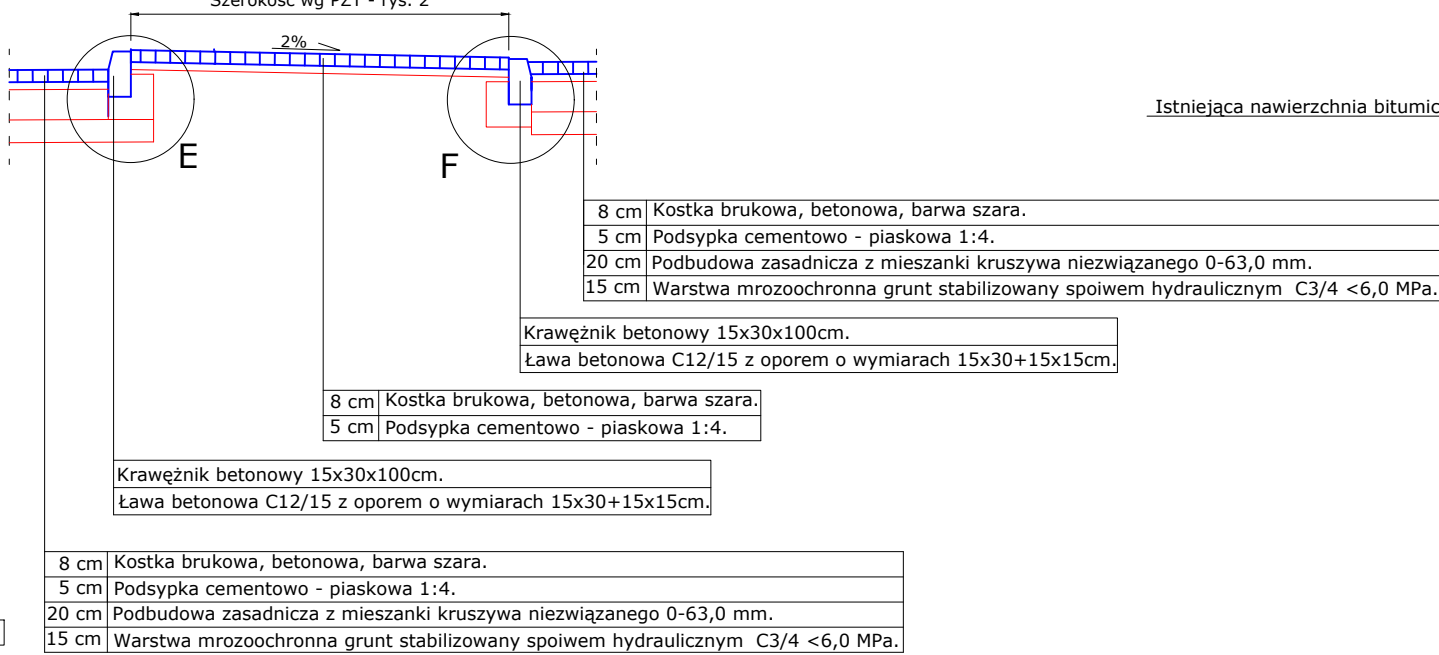 Szerokość wg PZT - rys. 2
2%
E
F
Istniejąca nawierzchnia
8 cm Kostka brukowa, betonowa, barwa szara.
5 cm Podsypka cementowo - piaskowa 1:4.
20 cm Podbudowa zasadnicza z mieszanki kruszywa niezwiązanego 0-63,0 mm.
15 cm Warstwa mrozoochronna grunt stabilizowany spoiwem hydraulicznym C3/4 <6,0 MPa.
Krawężnik betonowy 15x30x100cm.
Ława betonowa C12/15 z oporem o wymiarach 15x30+15x15cm.
8 cm Kostka brukowa, betonowa, barwa szara.
5 cm Podsypka cementowo - piaskowa 1:4.
Krawężnik betonowy 15x30x100cm.
Ława betonowa C12/15 z oporem o wymiarach 15x30+15x15cm.
8 cm Kostka brukowa, betonowa, barwa szara.
5 cm Podsypka cementowo - piaskowa 1:4.
20 cm Podbudowa zasadnicza z mieszanki kruszywa niezwiązanego 0-63,0 mm.
15 cm Warstwa mrozoochronna grunt stabilizowany spoiwem hydraulicznym C3/4 <6,0 MPa.